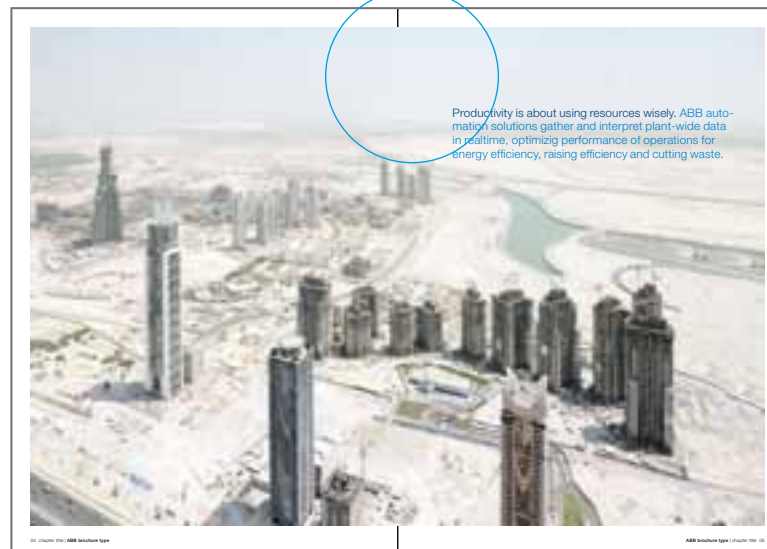 Productivity is about using resources wisely. ABB auto-
mation solutions gather and interpret plant-wide data
in realtime, optimizig performance of operations for
energy efficiency, raising efficiency and cutting waste.
04 chapter title | ABB brochure type
ABB brochure type | chapter title 05